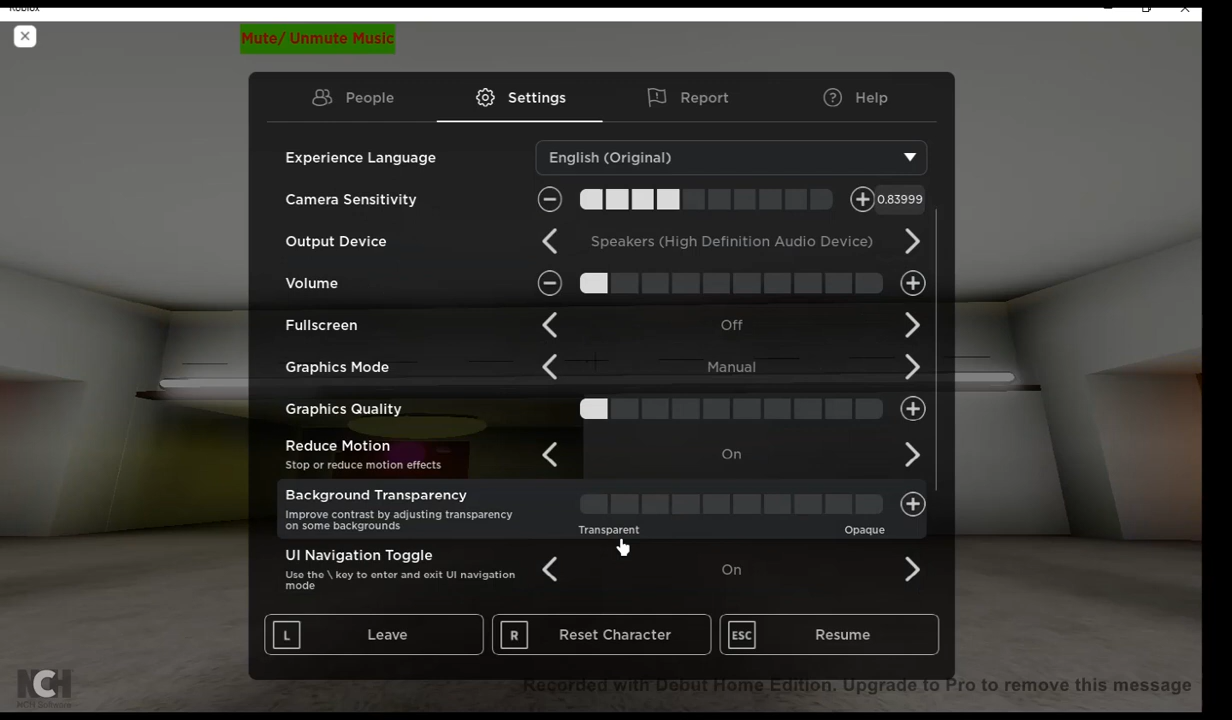 Roblox
Mute/ Unmute Music
People
Settings
Report
Help
Experience Language
English (Original)
Camera Sensitivity
0.83999
Output Device
Speakers (High Definition Audio Device)
Volume
Fullscreen
Off
Graphics Mode
Manual
Graphics Quality
Reduce Motion
Stop or reduce motion effects
On
Background Transparency
Improve contrast by adjusting transparency
on some backgrounds
Transparent
Opaque
UI Navigation Toggle
Use the \ key to enter and exit UI navigation
mode
On
L Leave
R Reset Character
ESC Resume
NCH
NCH Software
Recorded with Debut Home Edition. Upgrade to Pro to remove this message